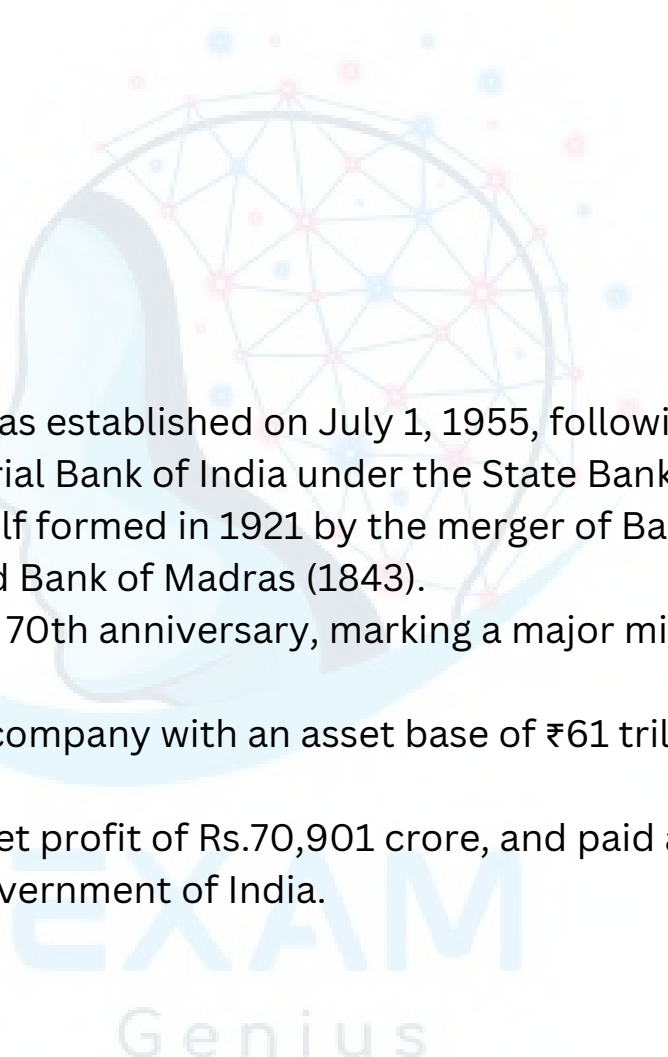 as established on July 1, 1955, followi
rial Bank of India under the State Bank
lf formed in 1921 by the merger of Ba
d Bank of Madras (1843).
70th anniversary, marking a major mi
company with an asset base of ₹61 tril
et profit of Rs.70,901 crore, and paid a
vernment of India.
EXAM
Genius